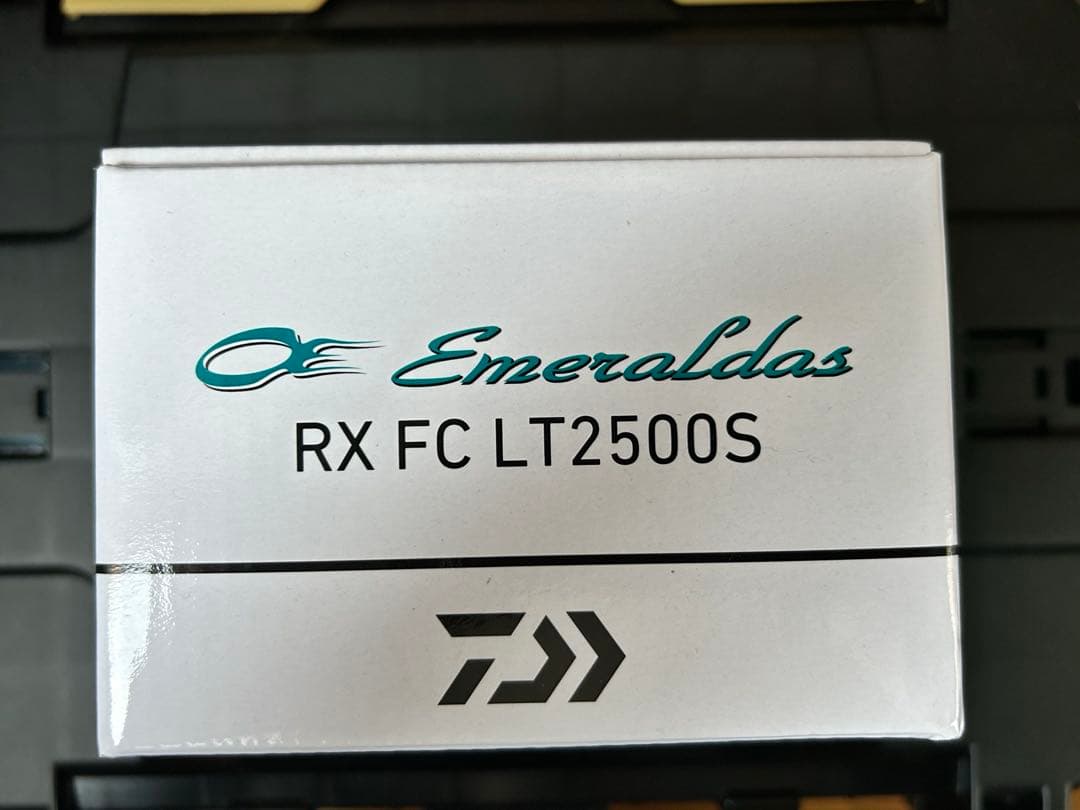 Emeraldas
RX FC LT2500S